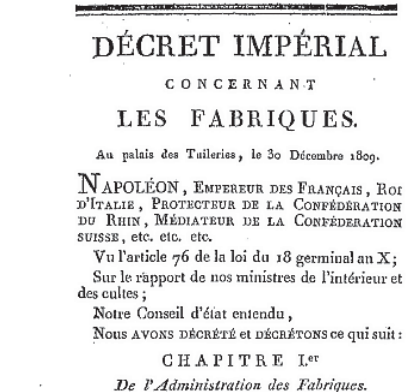 DÉCRET IMPÉRIAL
CONCERNANT
LES FABRIQUES.
Au palais des Tuileries, le 30 Décembre 1809.
NAPOLÉON, EMPEREUR DES FRANÇAIS, ROI
D'ITALIE, PROTECTEUR DE LA CONFÉDÉRATION
DU RHIN, MÉDIATEUR DE LA CONFÉDERATION
SUISSE, etc. etc. etc.
Vu l'article 76 de la loi du 18 germinal an X;
Sur le rapport de nos ministres de l'intérieur et
des cultes;
Notre Conseil d'état entendu,
NOUS AVONS DÉCRÉTÉ et DÉCRÉTONS ce qui suit:
CHAPITRE I.er
De l'Administration des Fabriques.